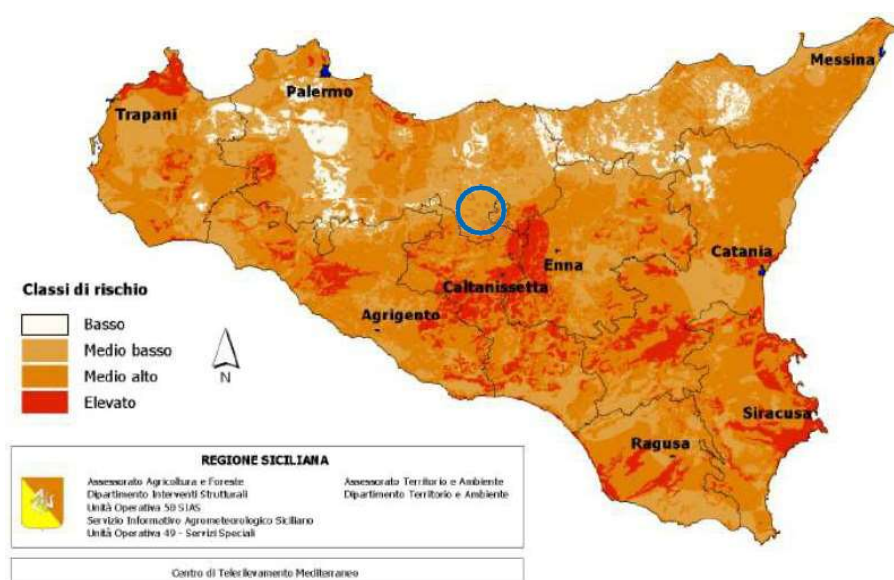 Messina
Palermo
Trapani
Catania
Enna
Caltanissetta
Agrigento
Siracusa
Ragusa
Classi di rischio
Basso
Medio basso
Medio alto
Elevato
N
REGIONE SICILIANA
Assessorato Agricoltura e Foreste
Dipartimento Interventi Strutturali
Unità Operativa 50 SIAS
Servizio Informativo Agrometeorologico Siciliano
Unità Operativa 49 - Servizi Speciali
Assessorato Territorio e Ambiente
Dipartimento Territorio e Ambiente
Centro di Telerilevamento Mediterraneo